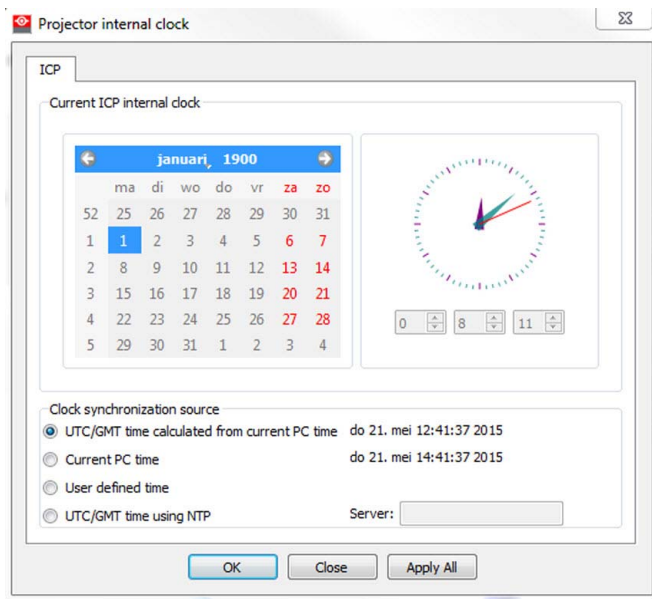 Projector internal clock
ICP
Current ICP internal clock
januari, 1900
ma di wo do vr za zo
52 25 26 27 28 29 30 31
1 1 2 3 4 5 6 7
2 8 9 10 11 12 13 14
3 15 16 17 18 19 20 21
4 22 23 24 25 26 27 28
5 29 30 31 1 2 3 4
0 8 11
Clock synchronization source
UTC/GMT time calculated from current PC time do 21. mei 12:41:37 2015
Current PC time do 21. mei 14:41:37 2015
User defined time
UTC/GMT time using NTP Server:
OK Close Apply All